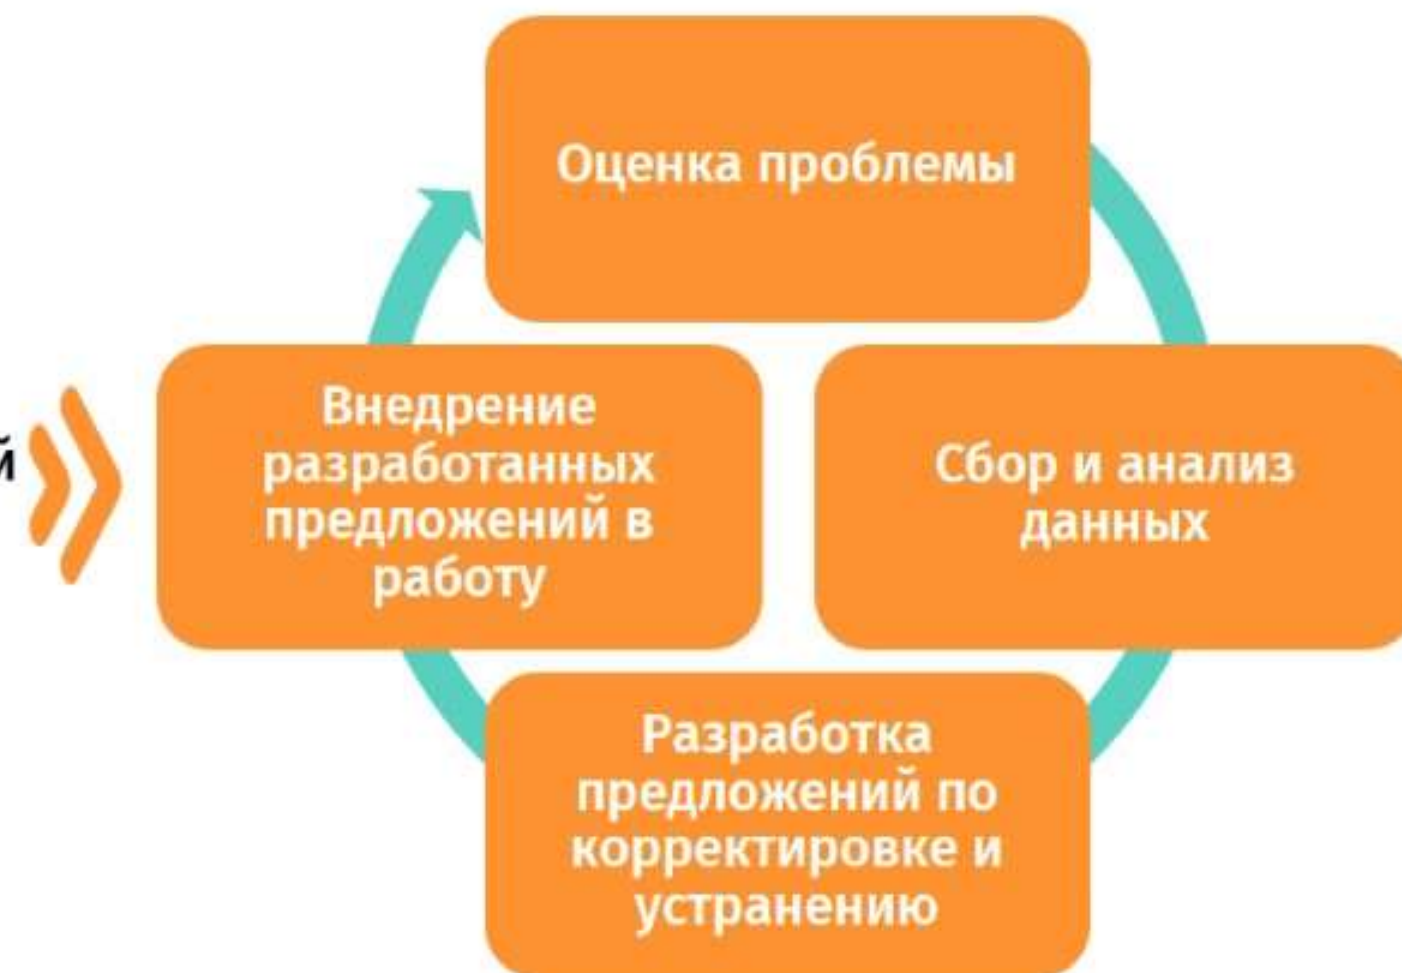 Оценка проблемы
Внедрение
разработанных
предложений в
работу
Сбор и анализ
данных
Разработка
предложений по
корректировке и
устранению